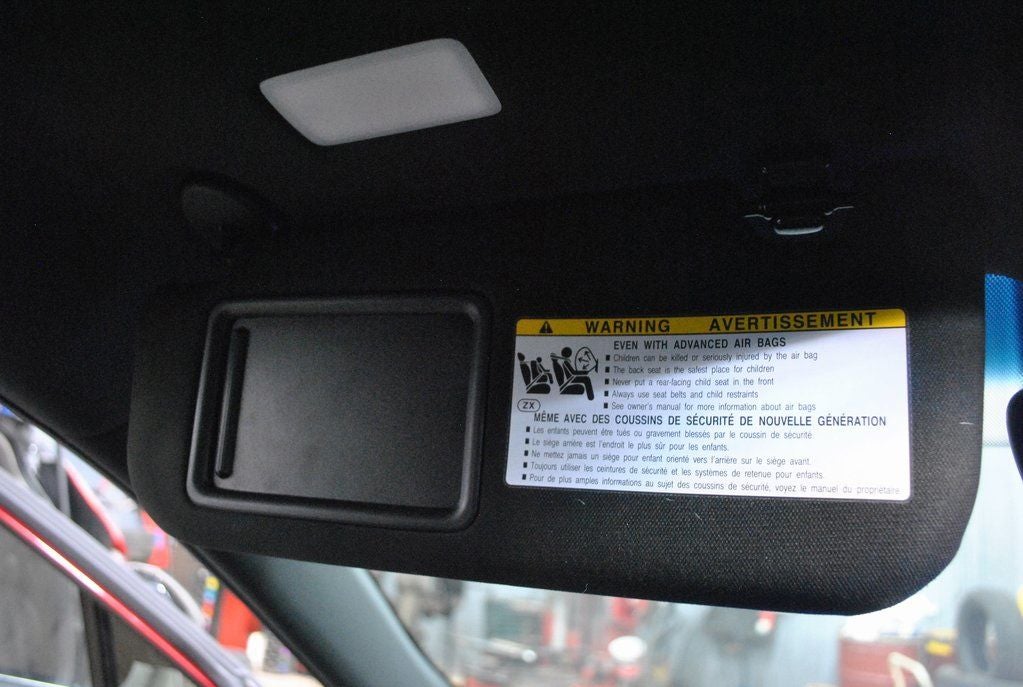 WARNING AVERTISSEMENT
EVEN WITH ADVANCED AIR BAGS
Children can be killed or seriously injured by the air bag
The back seat is the safest place for children
Never put a rear-facing child seat in the front
Always use seat belts and child restraints
ZX
See owner's manual for more information about air bags
MÊME AVEC DES COUSSINS DE SÉCURITÉ DE NOUVELLE GÉNÉRATION
Les enfants peuvent être tués ou gravement blessés par le coussin de sécurité
Le siège arrière est l'endroit le plus sûr pour les enfants.
Ne mettez jamais un siège pour enfant orienté vers l'arrière sur le siège avant.
Toujours utiliser les ceintures de sécurité et les systèmes de retenue pour enfants.
Pour de plus amples informations au sujet des coussins de sécurité, voyez le manuel du propriétaire.